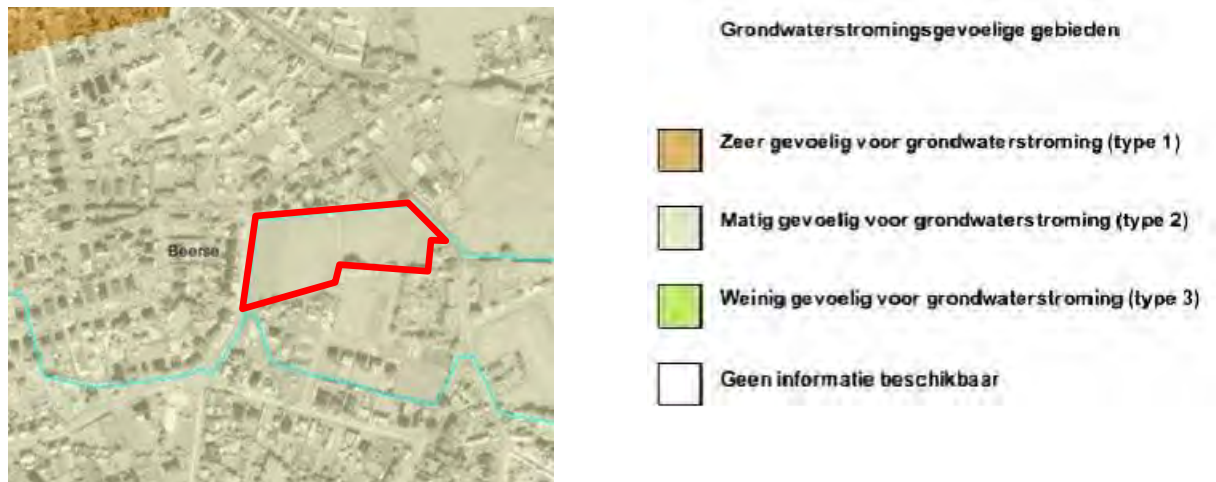 Beerse
Grondwaterstromingsgevoelige gebieden
Zeer gevoelig voor grondwaterstroming (type 1)
Matig gevoelig voor grondwaterstroming (type 2)
Weinig gevoelig voor grondwaterstroming (type 3)
Geen informatie beschikbaar